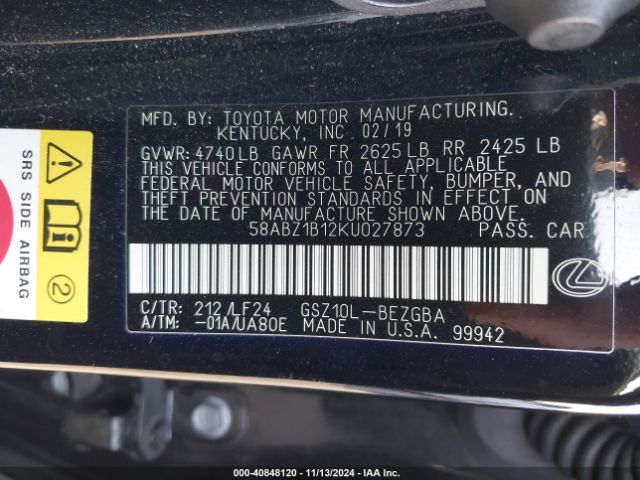 MFD. BY: TOYOTA MOTOR MANUFACTURING.
KENTUCKY, INC 02/19
GVWR: 4740LB GAWR FR 2625LB RR 2425 LB
THIS VEHICLE CONFORMS TO ALL APPLICABLE
FEDERAL MOTOR VEHICLE SAFETY, BUMPER, AND
THEFT PREVENTION STANDARDS IN EFFECT ON
THE DATE OF MANUFACTURE SHOWN ABOVE.
58ABZ1B12KU027873 PASS. CAR
C/TR: 212/LF24 GSZ10L-BEZGBA
A/TM: -01A/UA80E MADE IN U.S.A. 99942
SRS SIDE AIRBAG
2
000-40848120 - 11/13/2024 - IAA Inc.